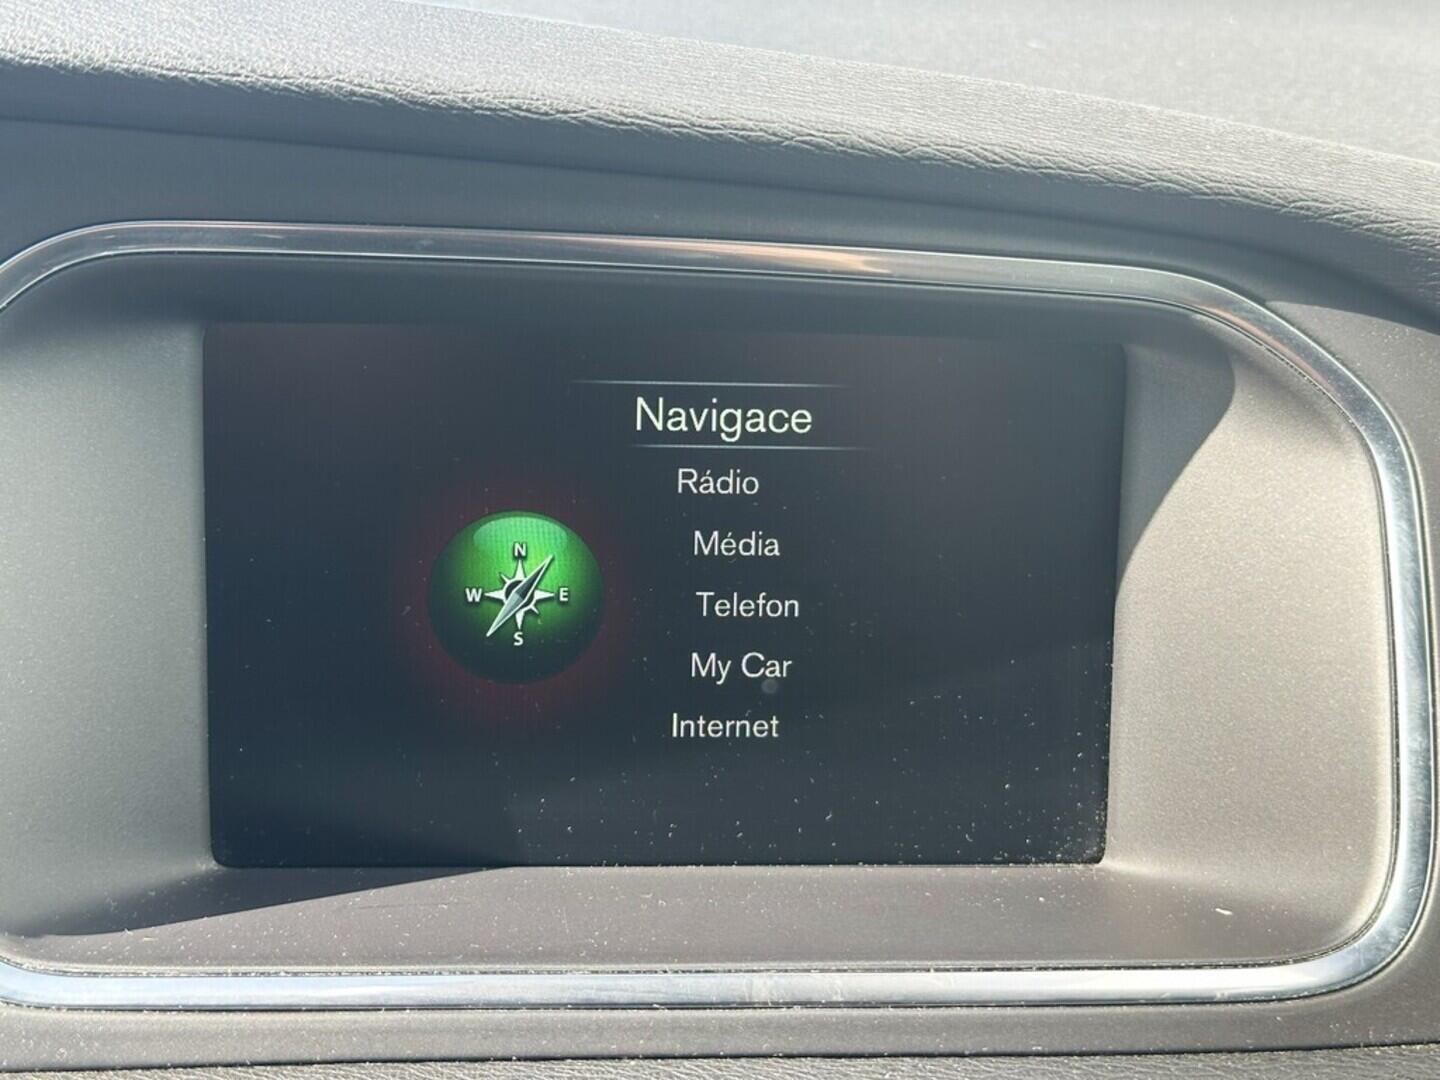 Navigace
Rádio
Média
Telefon
My Car
Internet
N
W E
S